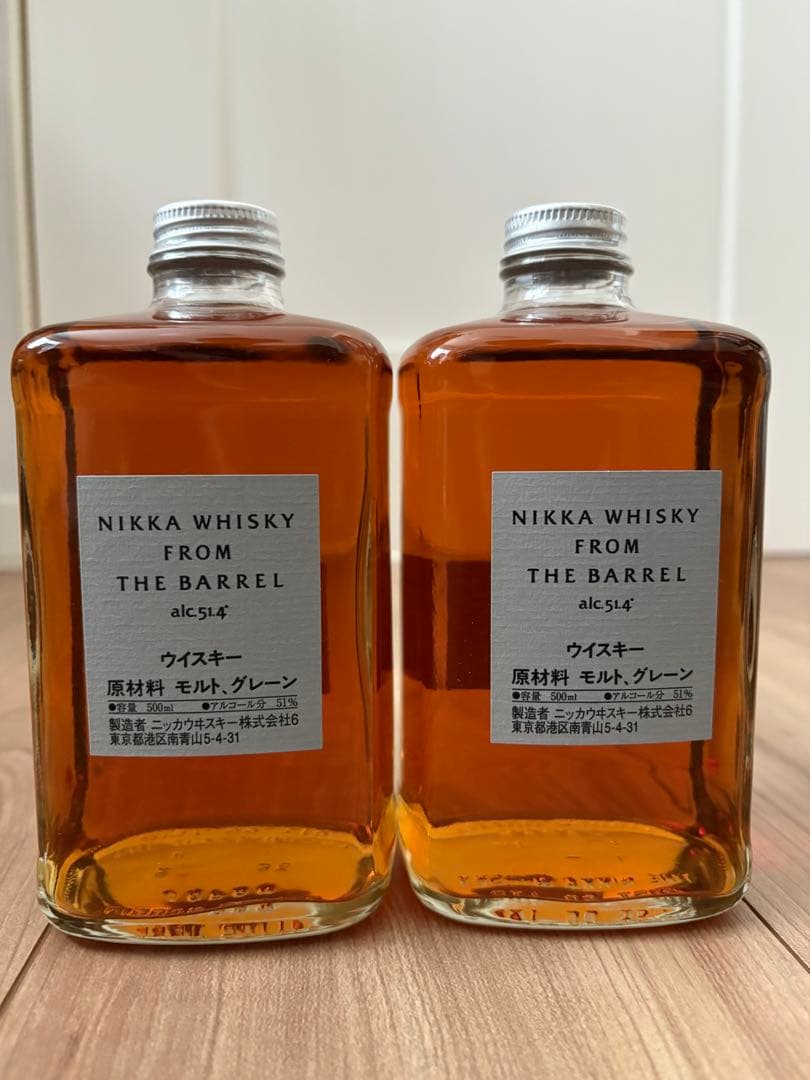 NIKKA WHISKY
FROM
THE BARREL
alc.51.4°
ウイスキー
原材料 モルト、グレーン
●容量 500ml ●アルコール分 51%
製造者 ニッカウヰスキー株式会社6
東京都港区南青山5-4-31
NIKKA WHISKY
FROM
THE BARREL
alc.51.4°
ウイスキー
原材料 モルト、グレーン
●容量 500ml ●アルコール分 51%
製造者 ニッカウヰスキー株式会社6
東京都港区南青山5-4-31